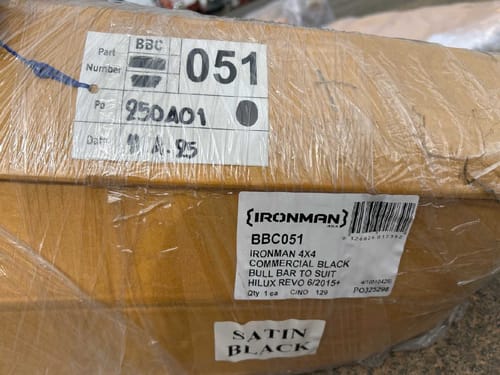 Part BBC
Number 051
Po 250A01
Date 11.A.25
{IRONMAN}
4x4
BBC051
IRONMAN 4X4
COMMERCIAL BLACK
BULL BAR TO SUIT
HILUX REVO 6/2015+
Qty 1 ea C/NO 129
PO325298
SATIN
BLACK